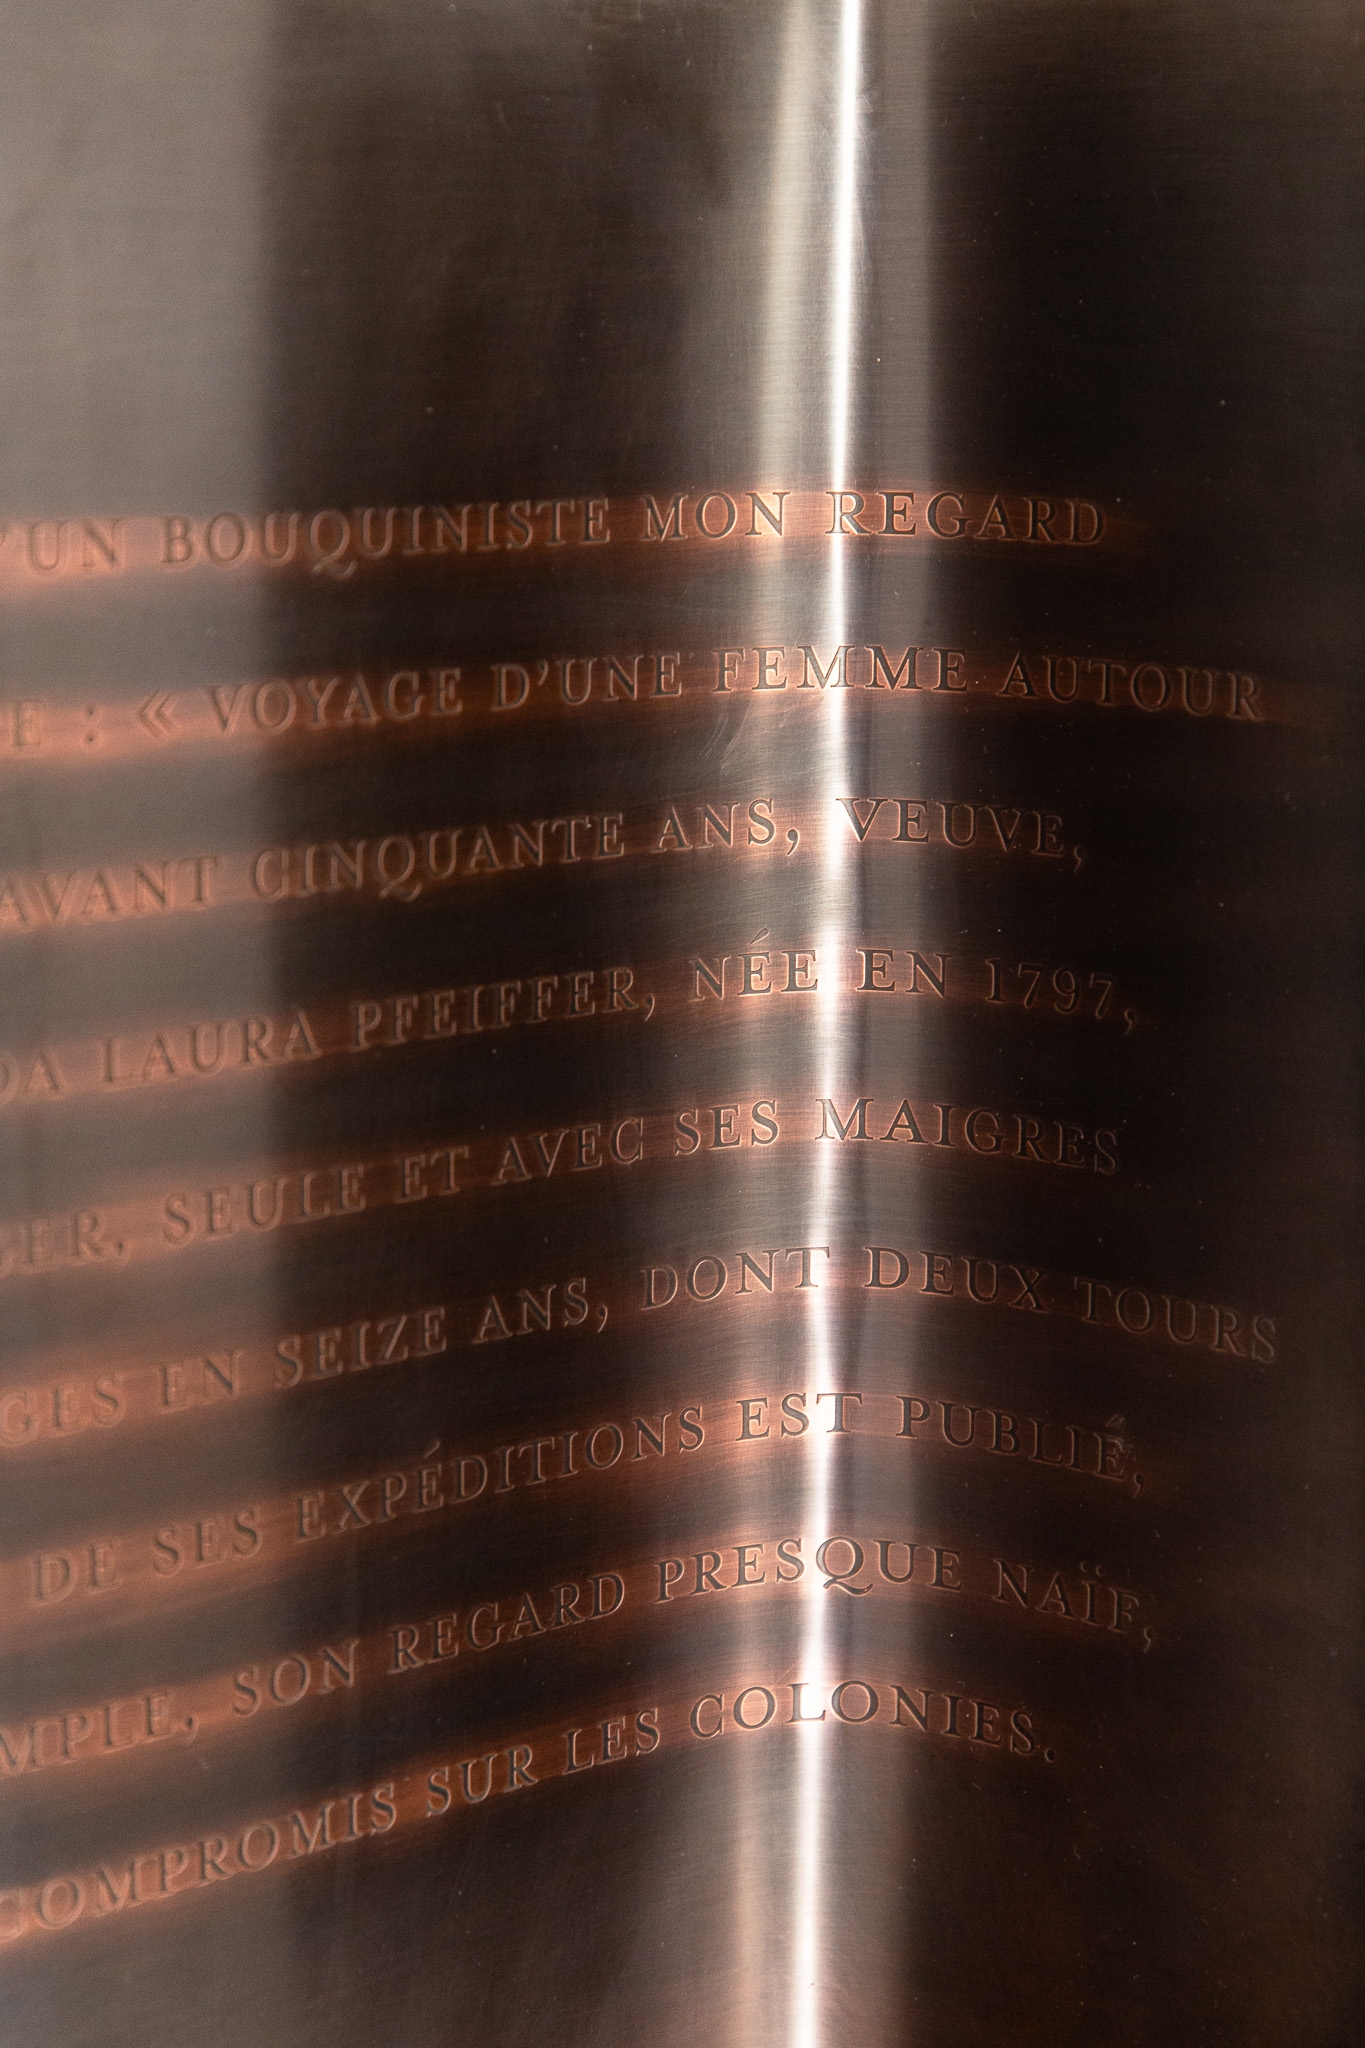 'UN BOUQUINISTE MON REGARD
E : « VOYAGE D'UNE FEMME AUTOUR
AVANT CINQUANTE ANS, VEUVE,
DA LAURA PFEIFFER, NÉE EN 1797,
GER, SEULE ET AVEC SES MAIGRES
GES EN SEIZE ANS, DONT DEUX TOURS
DE SES EXPÉDITIONS EST PUBLIÉ,
MPLE, SON REGARD PRESQUE NAÏF,
COMPROMIS SUR LES COLONIES.